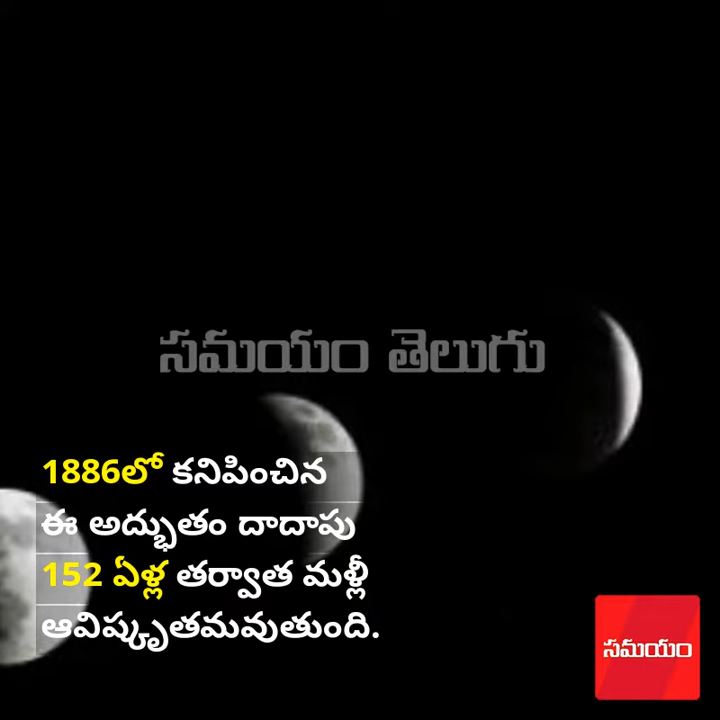 సమయం తెలుగు
1886లో కనిపించిన
ఈ అద్భుతం దాదాపు
152 ఏళ్ల తర్వాత మళ్లీ
ఆవిష్కృతమవుతుంది.
సమయం